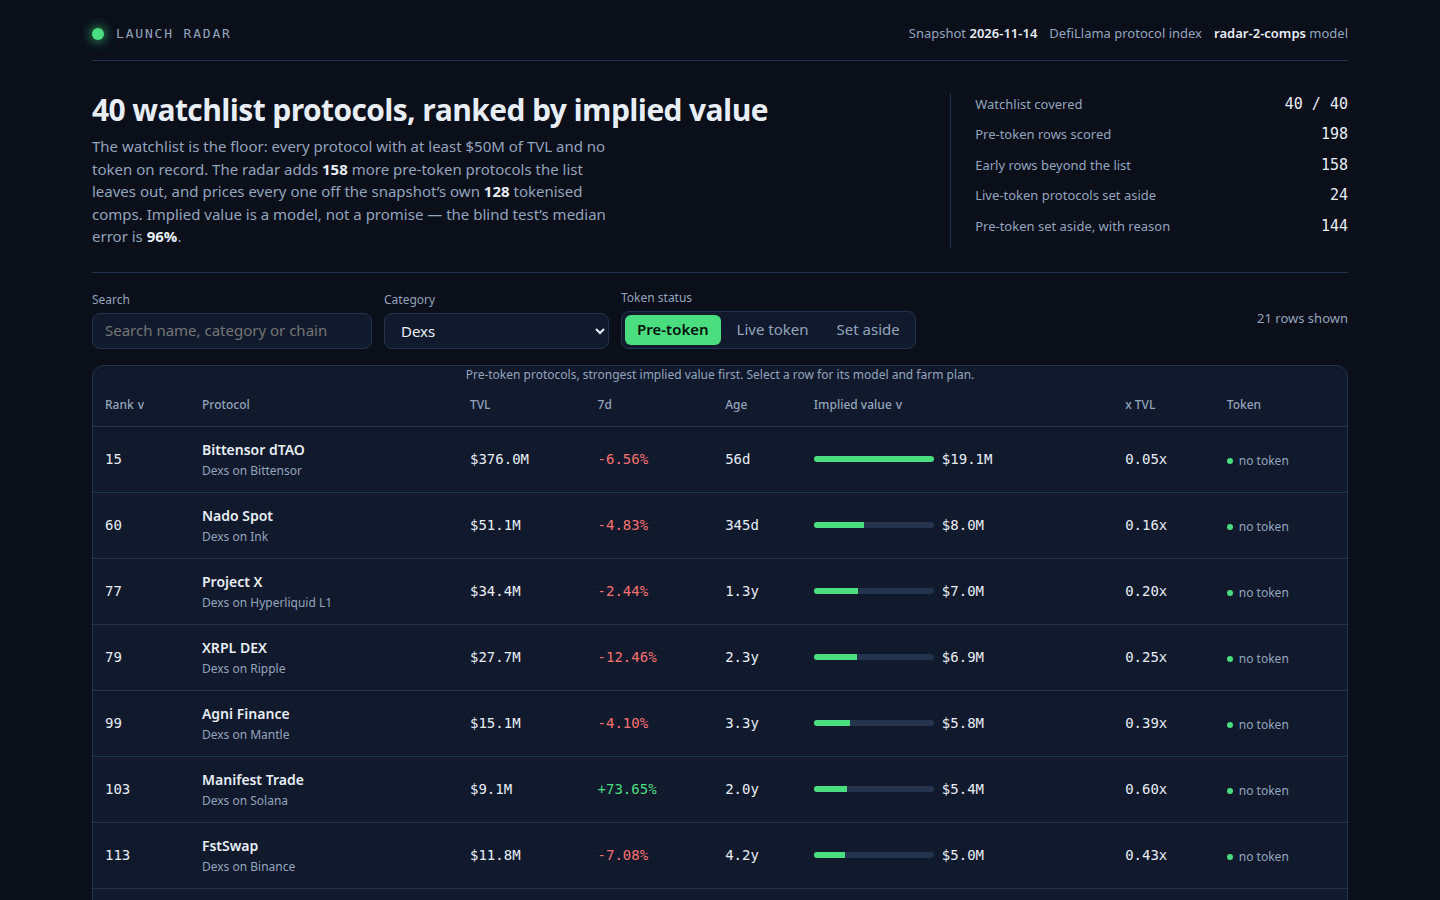 LAUNCH RADAR
Snapshot 2026-11-14 DefiLlama protocol index radar-2-comps model
40 watchlist protocols, ranked by implied value
The watchlist is the floor: every protocol with at least $50M of TVL and no
token on record. The radar adds 158 more pre-token protocols the list
leaves out, and prices every one off the snapshot’s own 128 tokenised
comps. Implied value is a model, not a promise — the blind test’s median
error is 96%.
Watchlist covered 40 / 40
Pre-token rows scored 198
Early rows beyond the list 158
Live-token protocols set aside 24
Pre-token set aside, with reason 144
Search
Search name, category or chain
Category
Dexs
Token status
Pre-token Live token Set aside
21 rows shown
Pre-token protocols, strongest implied value first. Select a row for its model and farm plan.
Rank v Protocol TVL 7d Age Implied value v x TVL Token
15 Bittensor dTAO $376.0M -6.56% 56d $19.1M 0.05x no token
Dexs on Bittensor
60 Nado Spot $51.1M -4.83% 345d $8.0M 0.16x no token
Dexs on Ink
77 Project X $34.4M -2.44% 1.3y $7.0M 0.20x no token
Dexs on Hyperliquid L1
79 XRPL DEX $27.7M -12.46% 2.3y $6.9M 0.25x no token
Dexs on Ripple
99 Agni Finance $15.1M -4.10% 3.3y $5.8M 0.39x no token
Dexs on Mantle
103 Manifest Trade $9.1M +73.65% 2.0y $5.4M 0.60x no token
Dexs on Solana
113 FstSwap $11.8M -7.08% 4.2y $5.0M 0.43x no token
Dexs on Binance